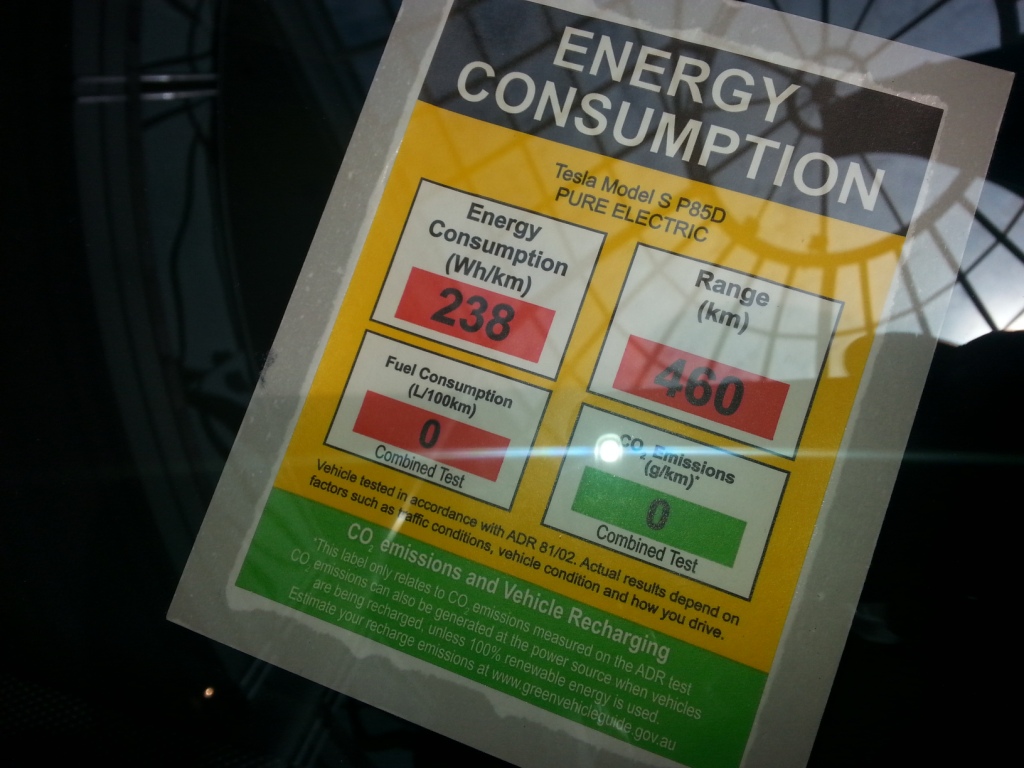 ENERGY
CONSUMPTION
Tesla Model S P85D
PURE ELECTRIC
Energy
Consumption
(Wh/km)
238
Range
(km)
460
Fuel Consumption
(L/100km)
0
Combined Test
CO₂ Emissions
(g/km)*
0
Combined Test
Vehicle tested in accordance with ADR 81/02. Actual results depend on
factors such as traffic conditions, vehicle condition and how you drive.
CO₂ emissions and Vehicle Recharging
*This label only relates to CO₂ emissions measured on the ADR test
CO₂ emissions can also be generated at the power source when vehicles
are being recharged, unless 100% renewable energy is used.
Estimate your recharge emissions at www.greenvehicleguide.gov.au